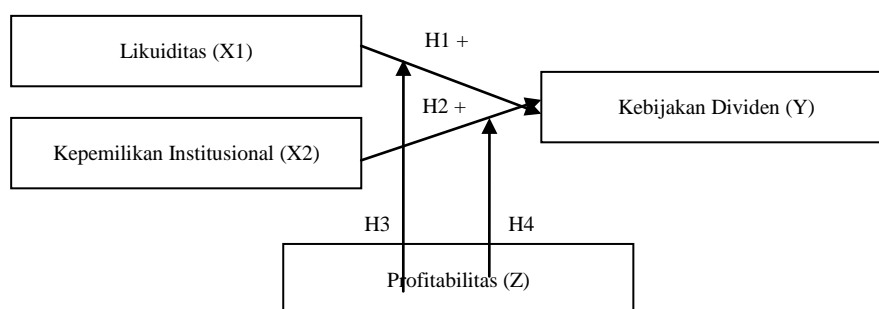 Likuiditas (X1)
H1 +
Kebijakan Dividen (Y)
H2 +
Kepemilikan Institusional (X2)
H3
H4
Profitabilitas (Z)